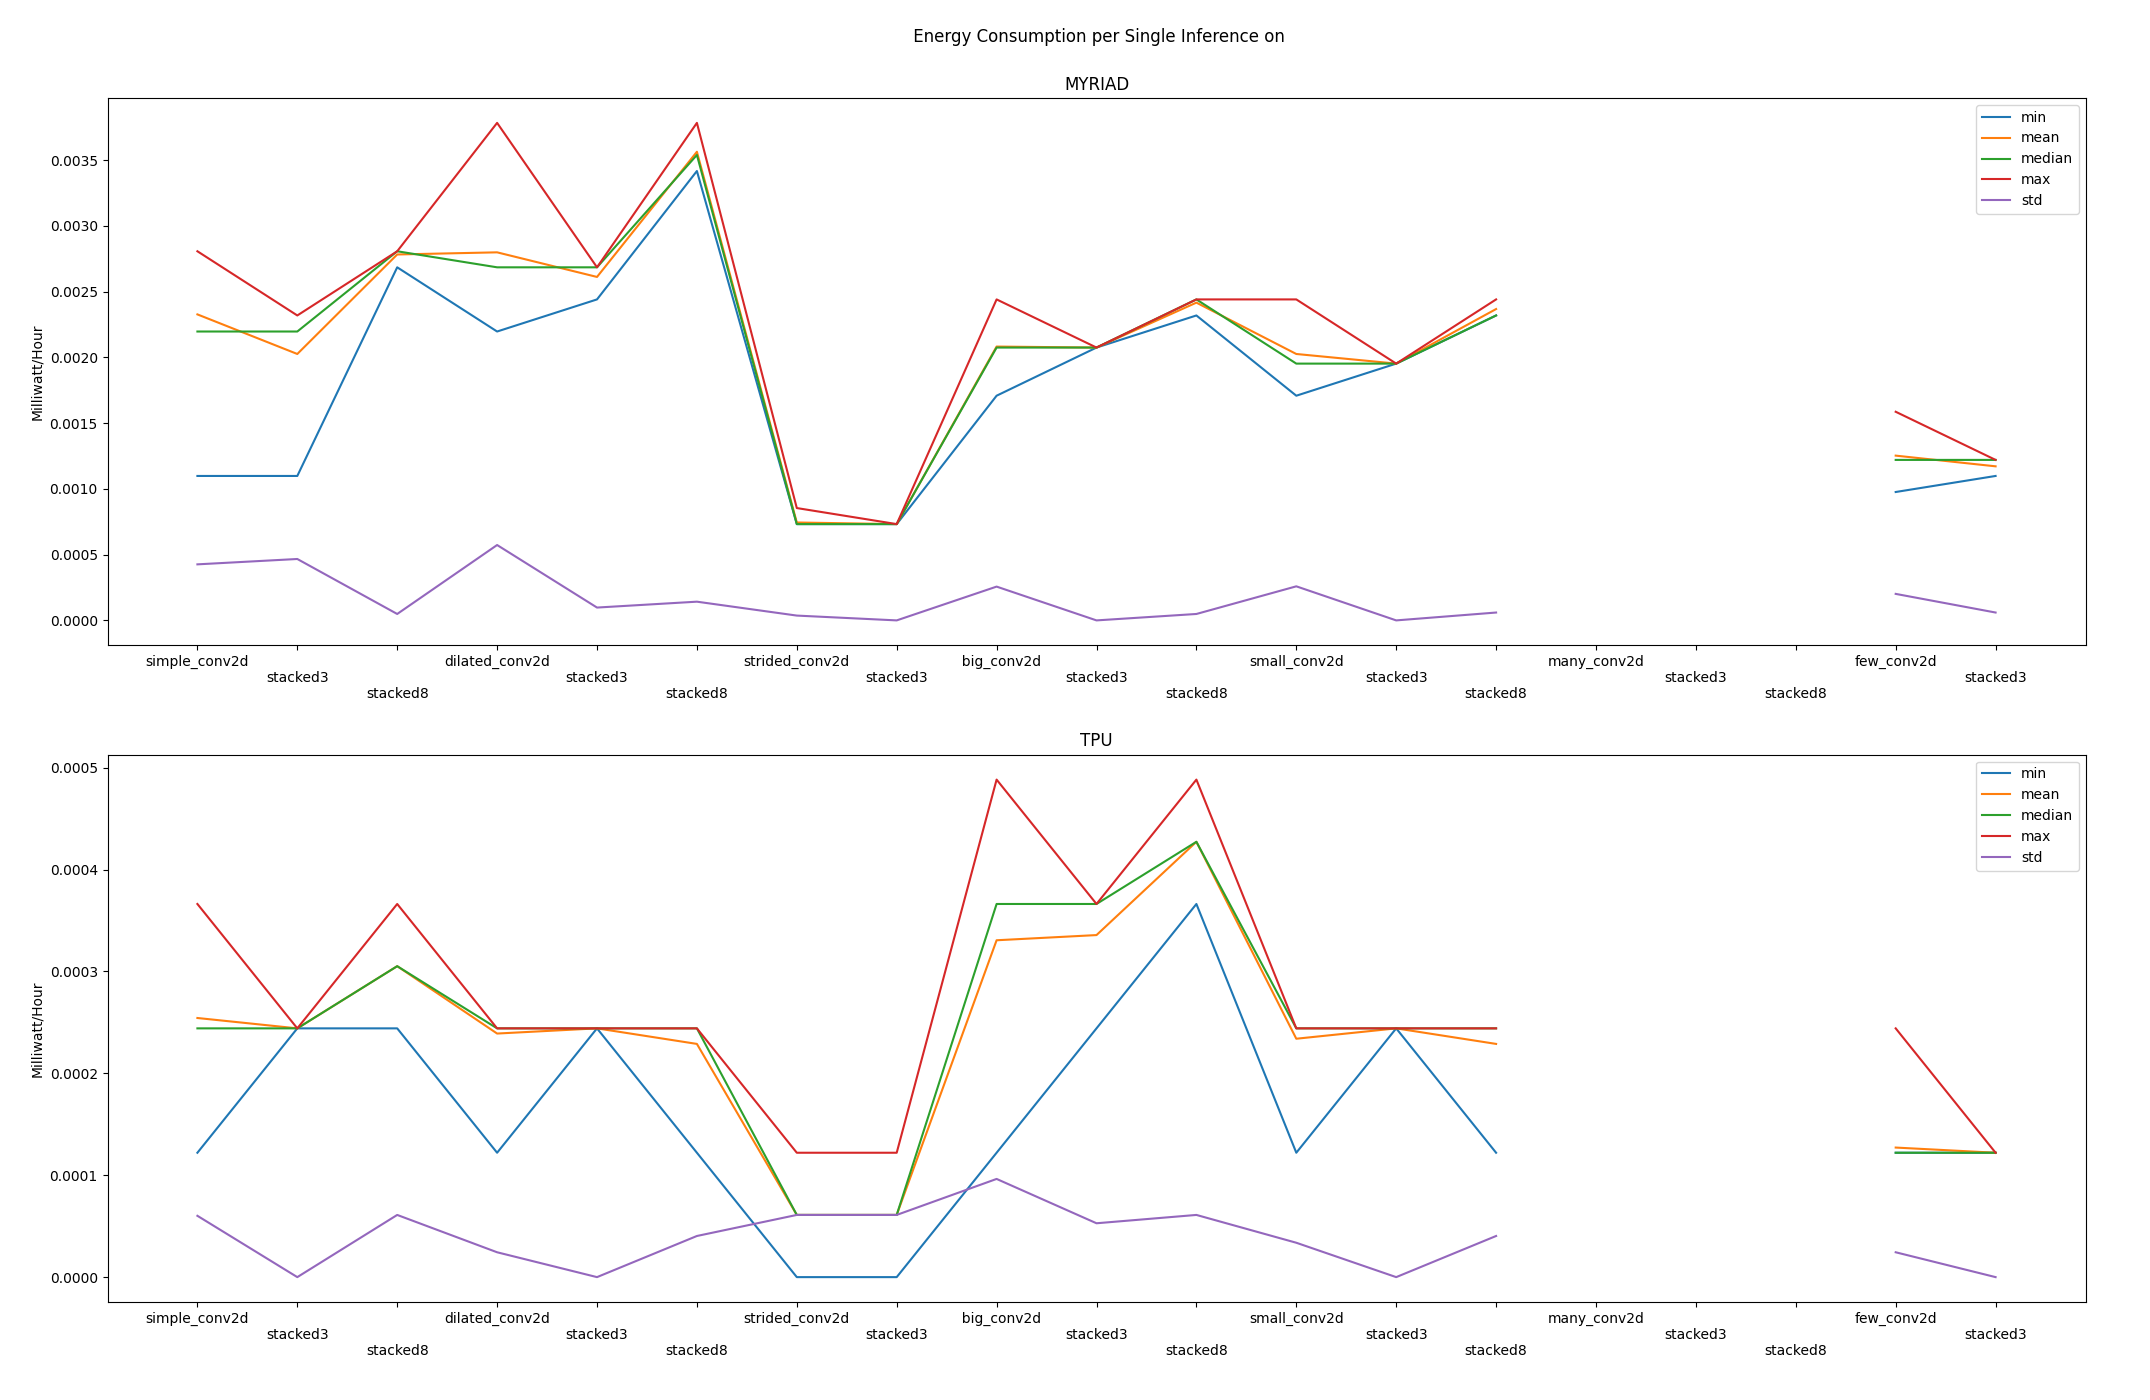 Energy Consumption per Single Inference on
MYRIAD
Milliwatt/Hour
0.0035
0.0030
0.0025
0.0020
0.0015
0.0010
0.0005
0.0000
min
mean
median
max
std
simple_conv2d dilated_conv2d strided_conv2d big_conv2d small_conv2d many_conv2d few_conv2d
stacked3 stacked3 stacked3 stacked3 stacked3 stacked3 stacked3
stacked8 stacked8 stacked8 stacked8 stacked8
TPU
Milliwatt/Hour
0.0005
0.0004
0.0003
0.0002
0.0001
0.0000
min
mean
median
max
std
simple_conv2d dilated_conv2d strided_conv2d big_conv2d small_conv2d many_conv2d few_conv2d
stacked3 stacked3 stacked3 stacked3 stacked3 stacked3 stacked3
stacked8 stacked8 stacked8 stacked8 stacked8